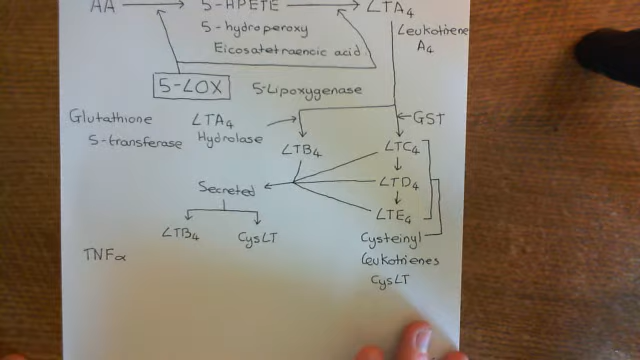 AA 5-HPETE LTA4
5-hydroperoxy
Eicosatetraencic acid
Leukotriene
A4
5-LOX 5-Lipoxygenase
Glutathione
S-transferase
LTA4
Hydrolase
GST
LTB4
LTC4
LTD4
LTE4
Secreted
LTB4 CysLT
Cysteinyl
Leukotrienes
CysLT
TNFα